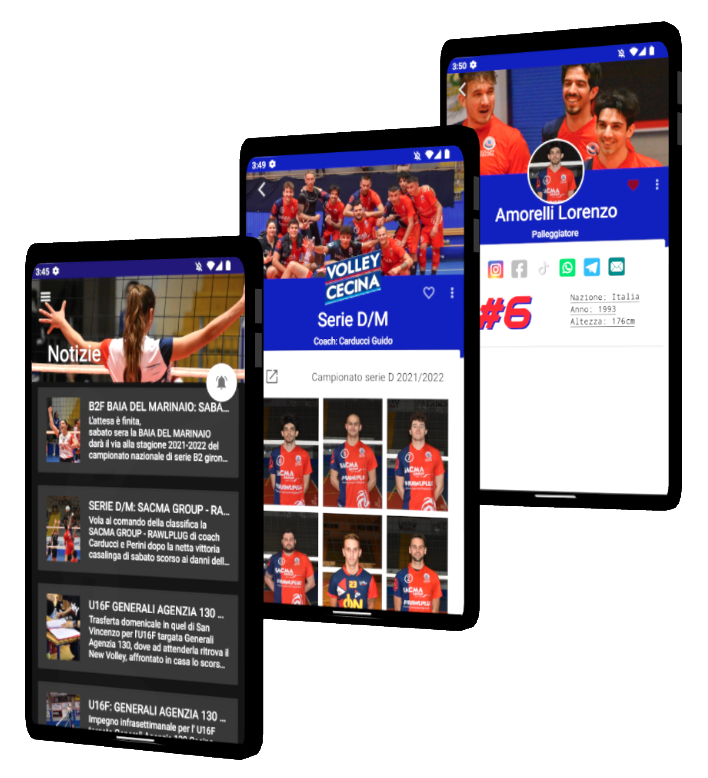 3:45
Notizie
B2F BAIA DEL MARINAIO: SABA...
L'attesa è finita,
sabato sera la BAIA DEL MARINAIO
darà il via alla stagione 2021-2022 del
campionato nazionale di serie B2 giron...
SERIE D/M: SACMA GROUP - RA...
Vola al comando della classifica la
SACMA GROUP - RAWLPLUG di coach
Carducci e Perini dopo la netta vittoria
casalinga di sabato scorso ai danni dell...
U16F GENERALI AGENZIA 130 ...
Trasferta domenicale in quel di San
Vincenzo per l'U16F targata Generali
Agenzia 130, dove ad attenderla ritrova il
New Volley, affrontato in casa lo scors...
U16F: GENERALI AGENZIA 130 ...
Impegno infrasettimanale per l' U16F
3:49
VOLLEY
CECINA
Serie D/M
Coach: Carducci Guido
Campionato serie D 2021/2022
3:50
Amorelli Lorenzo
Palleggiatore
#6
Nazione: Italia
Anno: 1993
Altezza: 176cm